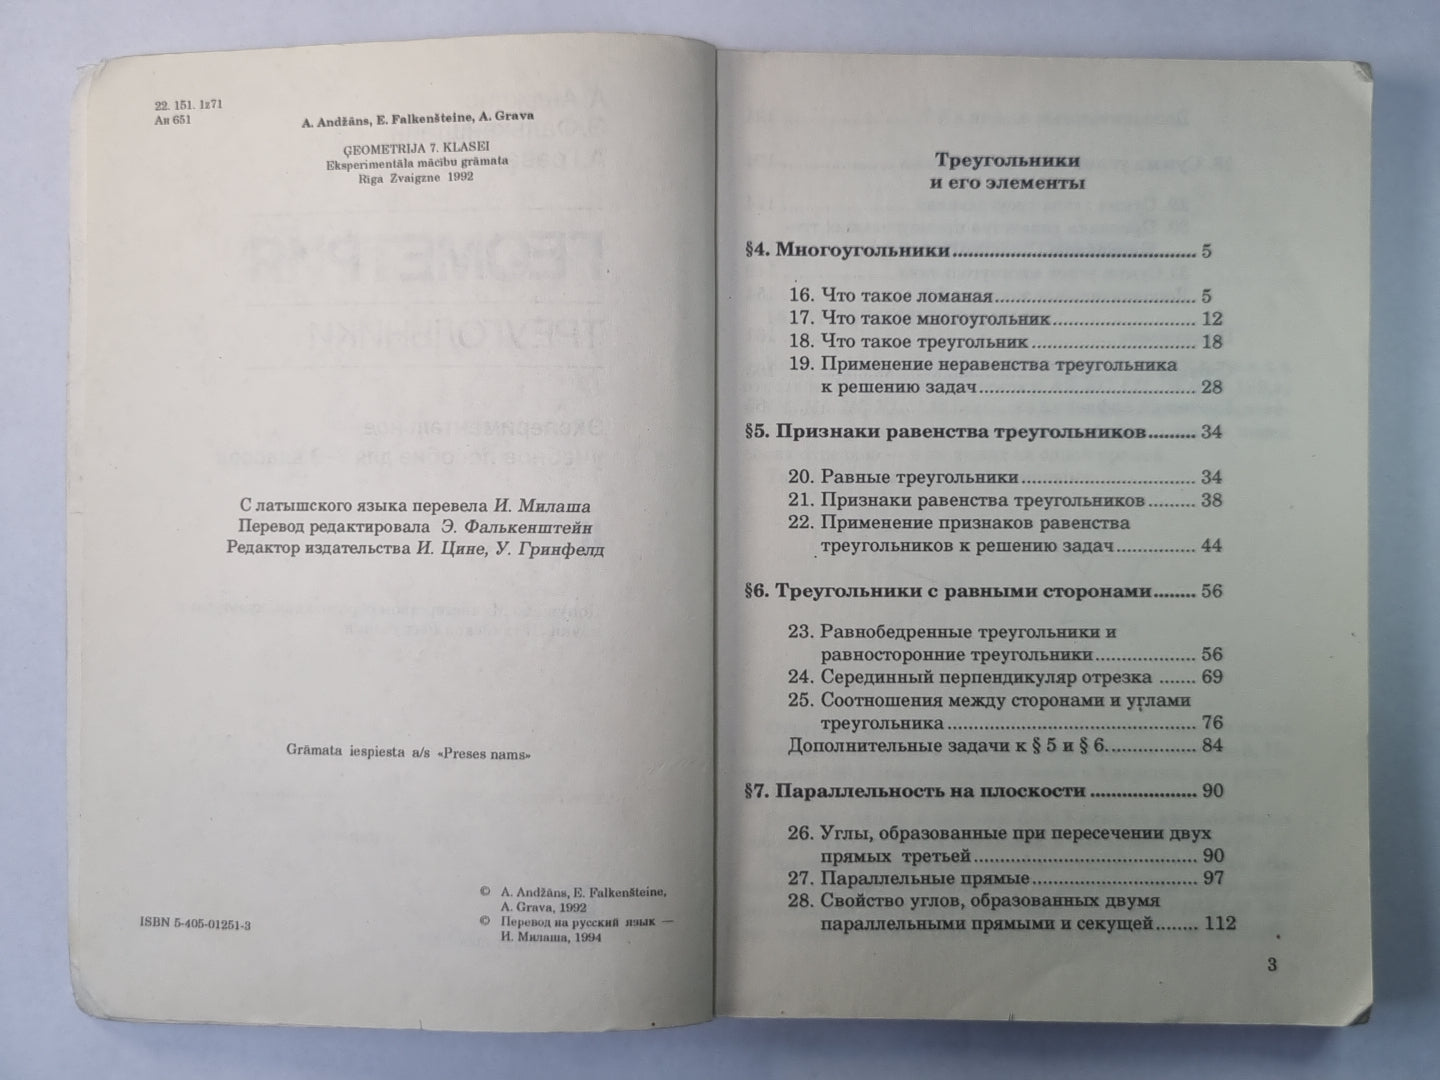 22. 151. 1z71
Ан 651
A. Andžāns, E. Falkenšteine, A. Grava
ĢEOMETRIJA 7. KLASEI
Eksperimentāla mācību grāmata
Rīga Zvaigzne 1992
С латышского языка перевела И. Милаша
Перевод редактировала Э. Фалькенштейн
Редактор издательства И. Цине, У. Гринфелд
Grāmata iespiesta a/s «Preses nams»
ISBN 5-405-01251-3
© A. Andžāns, E. Falkenšteine,
A. Grava, 1992
© Перевод на русский язык —
И. Милаша, 1994
Треугольники
и его элементы
§4. Многоугольники ........ 5
16. Что такое ломаная ........ 5
17. Что такое многоугольник ........ 12
18. Что такое треугольник ........ 18
19. Применение неравенства треугольника
к решению задач ........ 28
§5. Признаки равенства треугольников ........ 34
20. Равные треугольники ........ 34
21. Признаки равенства треугольников ........ 38
22. Применение признаков равенства
треугольников к решению задач ........ 44
§6. Треугольники с равными сторонами ........ 56
23. Равнобедренные треугольники и
равносторонние треугольники ........ 56
24. Серединный перпендикуляр отрезка ....... 69
25. Соотношения между сторонами и углами
треугольника ........ 76
Дополнительные задачи к § 5 и § 6. ........ 84
§7. Параллельность на плоскости ........ 90
26. Углы, образованные при пересечении двух
прямых третьей ........ 90
27. Параллельные прямые ........ 97
28. Свойство углов, образованных двумя
параллельными прямыми и секущей ........ 112
3